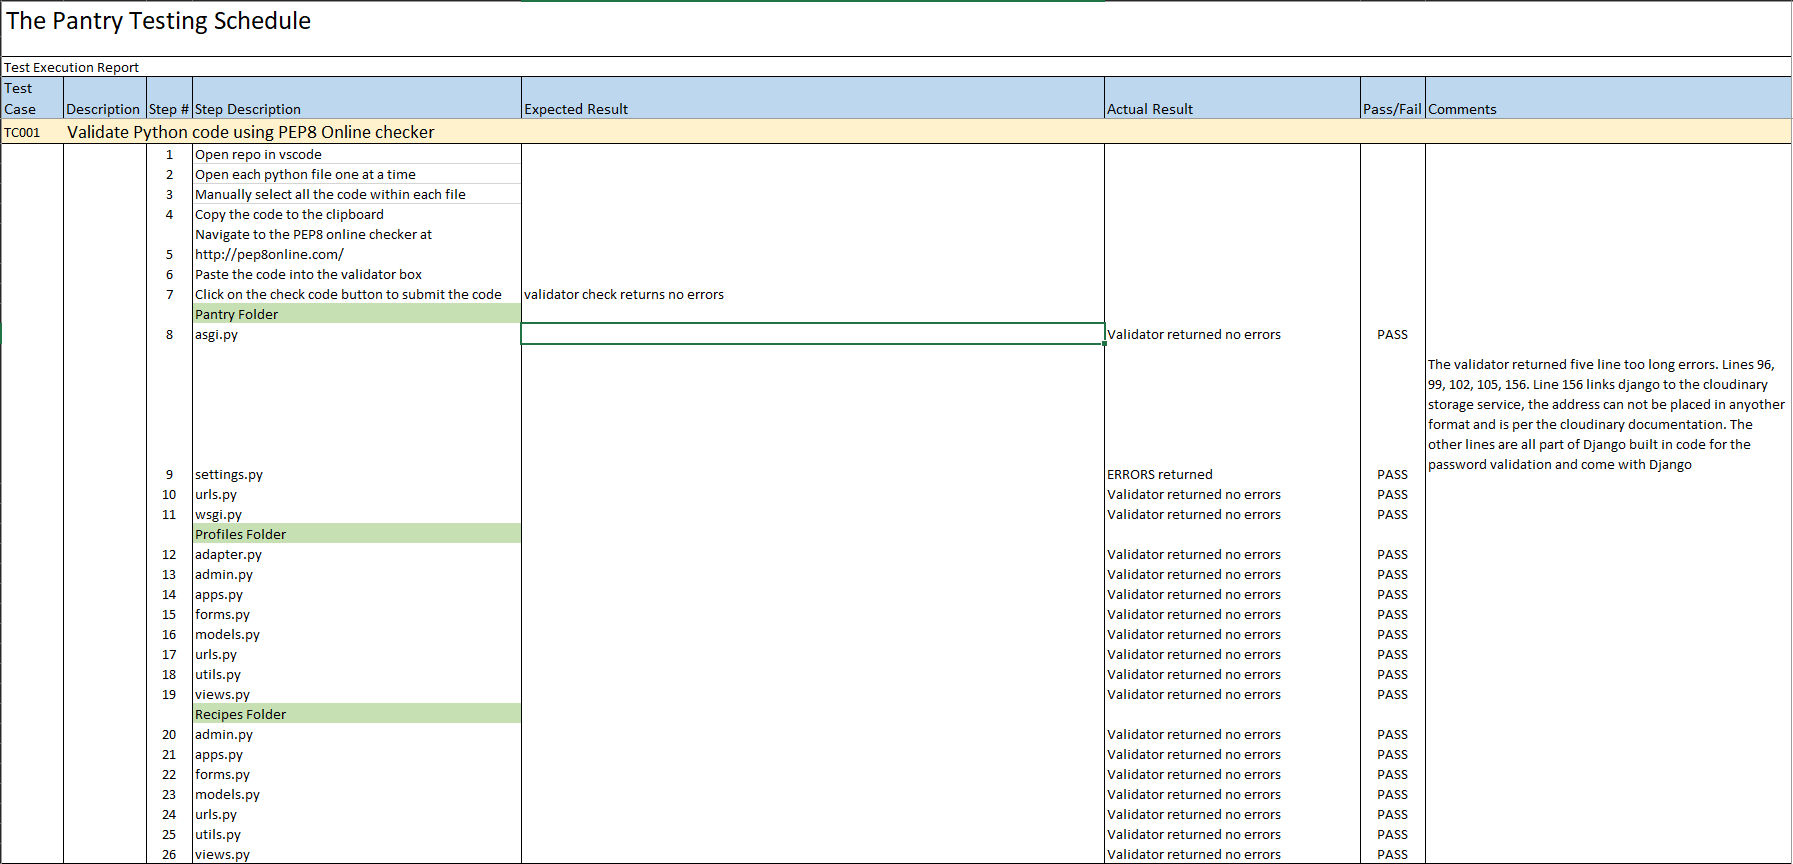 The Pantry Testing Schedule
Test Execution Report
Test Case Description Step # Step Description Expected Result Actual Result Pass/Fail Comments
TC001 Validate Python code using PEP8 Online checker
1 Open repo in vscode
2 Open each python file one at a time
3 Manually select all the code within each file
4 Copy the code to the clipboard
Navigate to the PEP8 online checker at
5 http://pep8online.com/
6 Paste the code into the validator box
7 Click on the check code button to submit the code validator check returns no errors
Pantry Folder
8 asgi.py Validator returned no errors PASS
The validator returned five line too long errors. Lines 96,
99, 102, 105, 156. Line 156 links django to the cloudinary
storage service, the address can not be placed in anyother
format and is per the cloudinary documentation. The
other lines are all part of Django built in code for the
password validation and come with Django
9 settings.py ERRORS returned PASS
10 urls.py Validator returned no errors PASS
11 wsgi.py Validator returned no errors PASS
Profiles Folder
12 adapter.py Validator returned no errors PASS
13 admin.py Validator returned no errors PASS
14 apps.py Validator returned no errors PASS
15 forms.py Validator returned no errors PASS
16 models.py Validator returned no errors PASS
17 urls.py Validator returned no errors PASS
18 utils.py Validator returned no errors PASS
19 views.py Validator returned no errors PASS
Recipes Folder
20 admin.py Validator returned no errors PASS
21 apps.py Validator returned no errors PASS
22 forms.py Validator returned no errors PASS
23 models.py Validator returned no errors PASS
24 urls.py Validator returned no errors PASS
25 utils.py Validator returned no errors PASS
26 views.py Validator returned no errors PASS